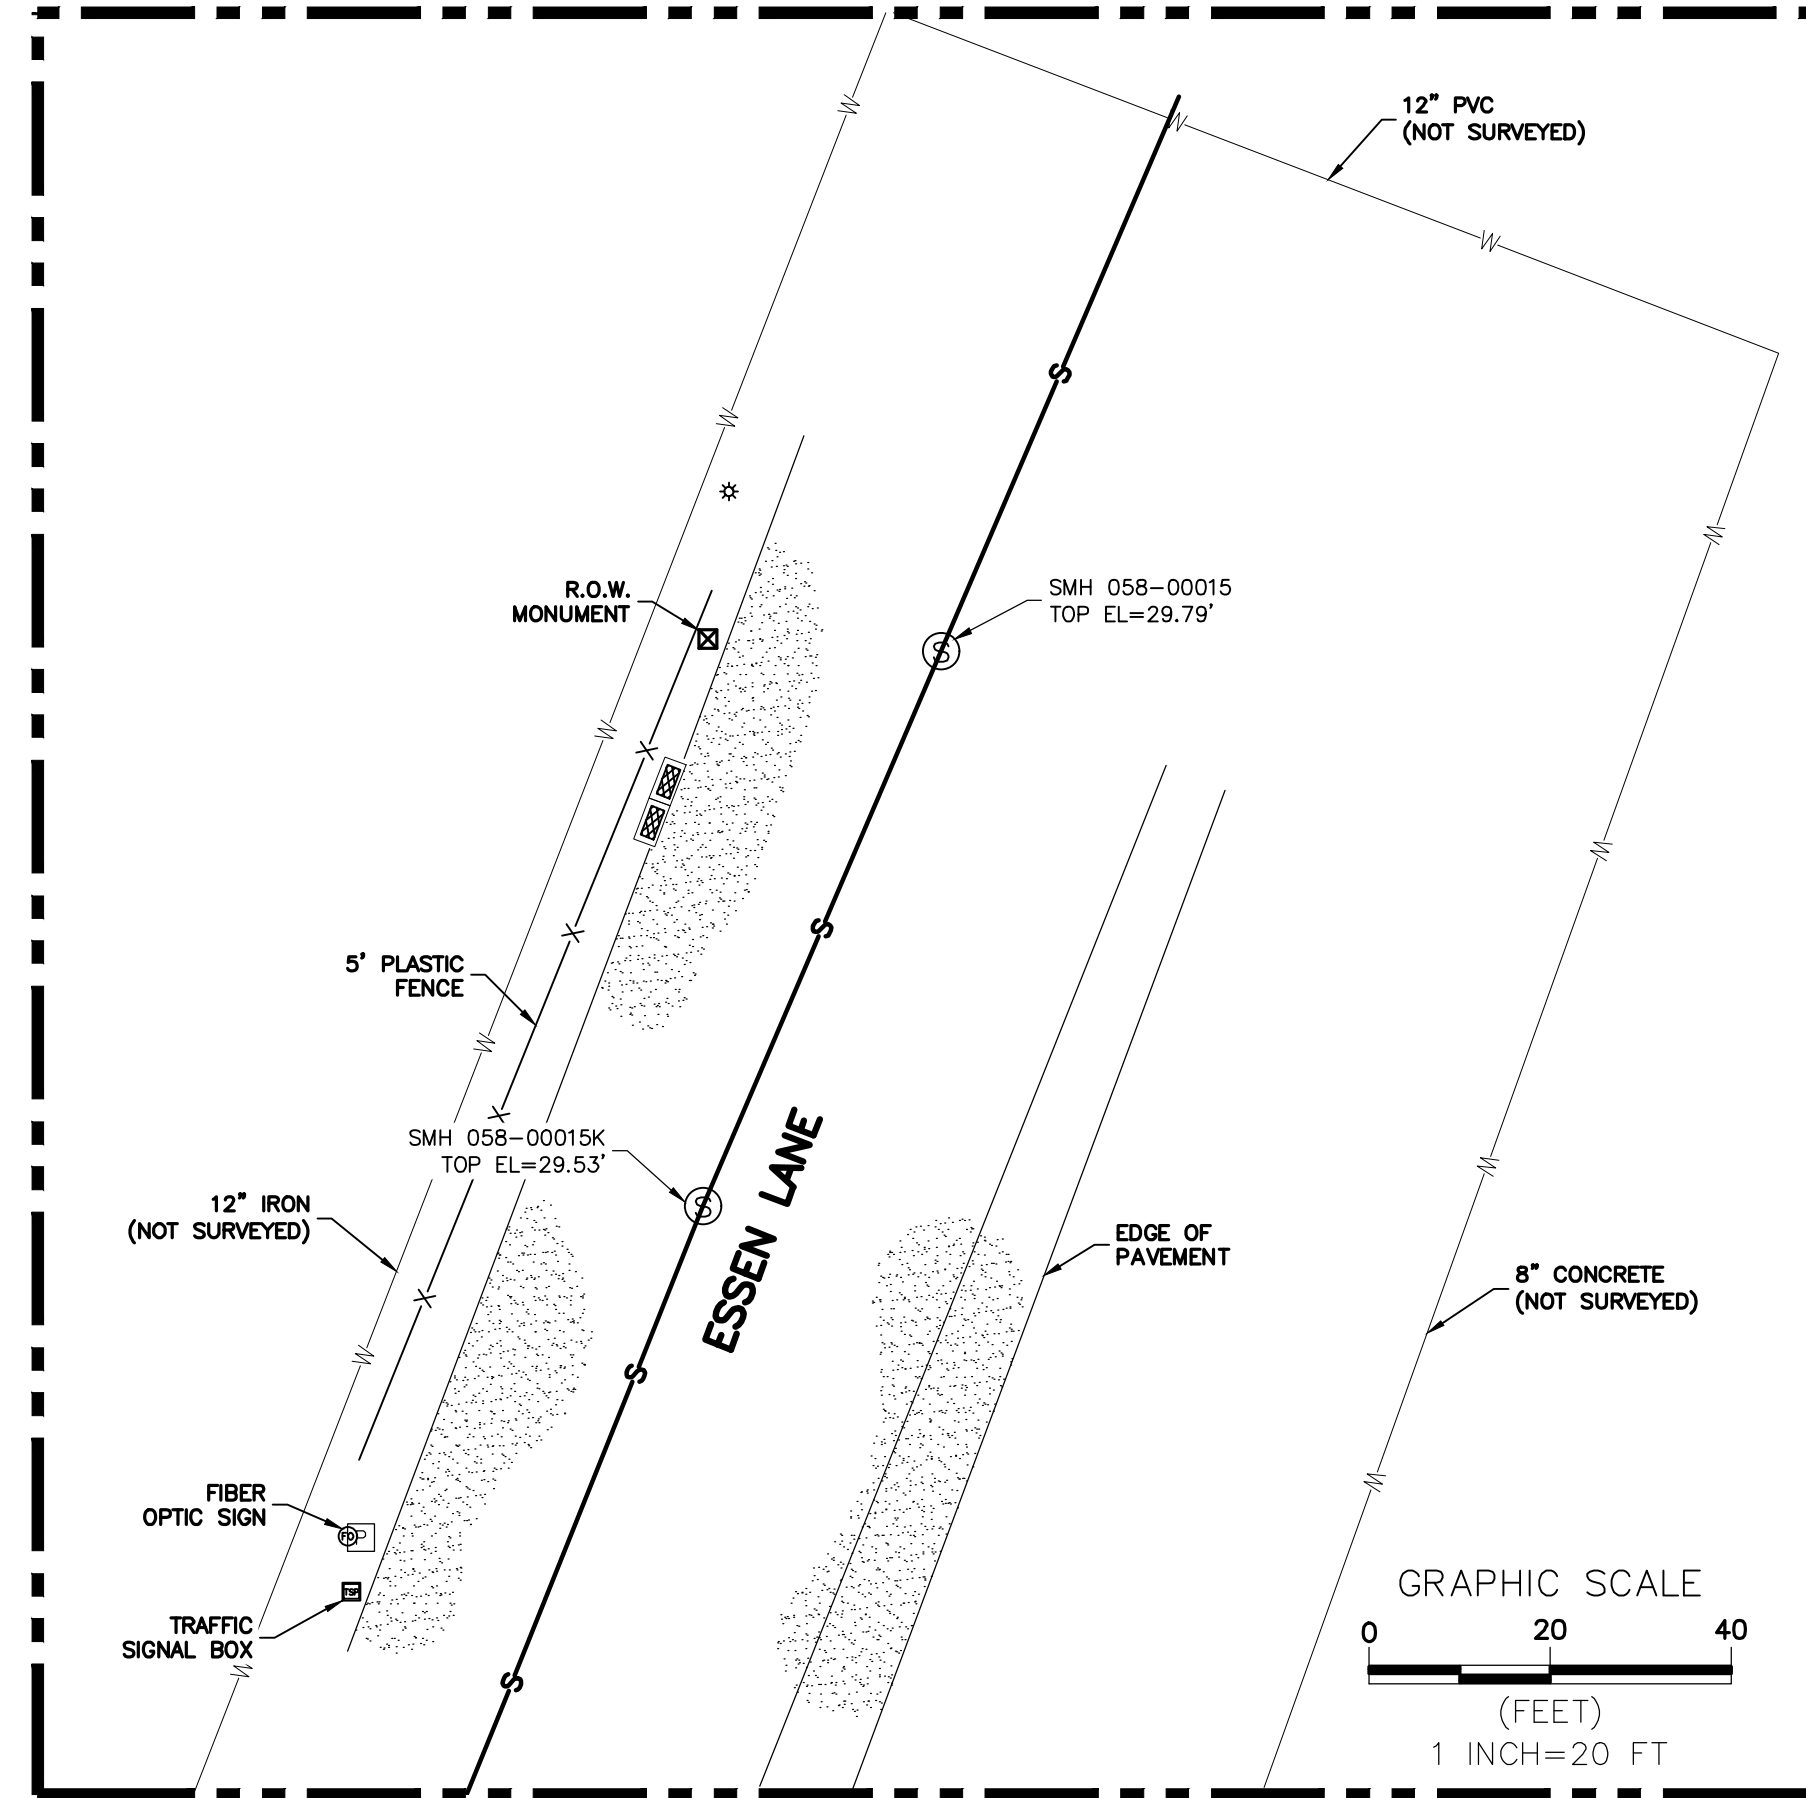 12" PVC
(NOT SURVEYED)
W
W
W
S
W
W
R.O.W.
MONUMENT
SMH 058-00015
TOP EL=29.79'
S
W
X
W
S
X
5' PLASTIC
FENCE
W
X
SMH 058-00015K
TOP EL=29.53'
S
W
ESSEN LANE
12" IRON
(NOT SURVEYED)
EDGE OF
PAVEMENT
8" CONCRETE
(NOT SURVEYED)
X
W
S
W
FIBER
OPTIC SIGN
FO
P
TSP
TRAFFIC
SIGNAL BOX
W
S
GRAPHIC SCALE
0 20 40
(FEET)
1 INCH=20 FT